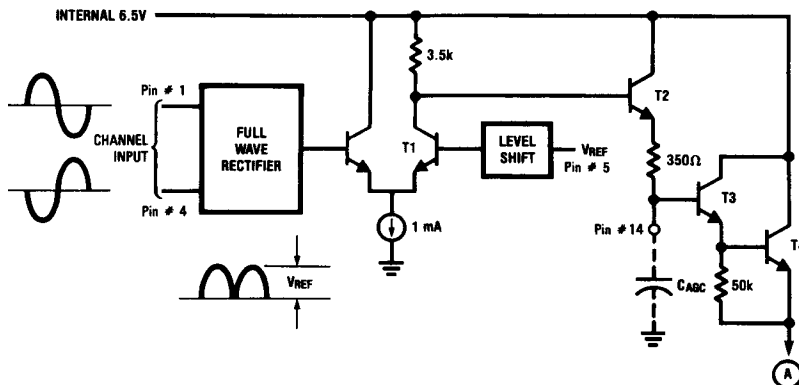 INTERNAL 6.5V
3.5k
Pin # 1
T2
CHANNEL
INPUT
FULL
WAVE
RECTIFIER
T1
LEVEL
SHIFT
VREF
Pin # 5
350Ω
T3
Pin # 4
1 mA
Pin #14
VREF
CAGC
50k
A